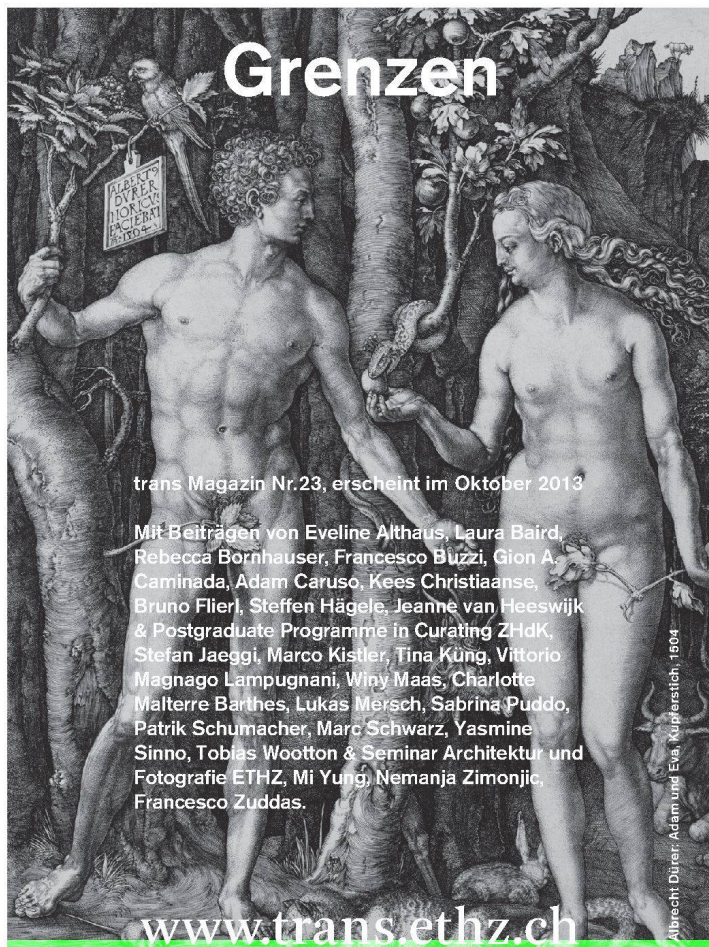 Grenzen
ALBERT9
DVRER
NORICVS
FACIEBAT
1504
trans Magazin Nr.23, erscheint im Oktober 2013
Mit Beiträgen von Eveline Althaus, Laura Baird,
Rebecca Bornhauser, Francesco Buzzi, Gion A.
Caminada, Adam Caruso, Kees Christiaanse,
Bruno Flierl, Steffen Hägele, Jeanne van Heeswijk
& Postgraduate Programme in Curating ZHdK,
Stefan Jaeggi, Marco Kistler, Tina Küng, Vittorio
Magnago Lampugnani, Winy Maas, Charlotte
Malterre Barthes, Lukas Mersch, Sabrina Puddo,
Patrik Schumacher, Marc Schwarz, Yasmine
Sinno, Tobias Wootton & Seminar Architektur und
Fotografie ETHZ, Mi Yung, Nemanja Zimonjic,
Francesco Zuddas.
Albrecht Dürer: Adam und Eva, Kupferstich, 1504
www.trans.ethz.ch